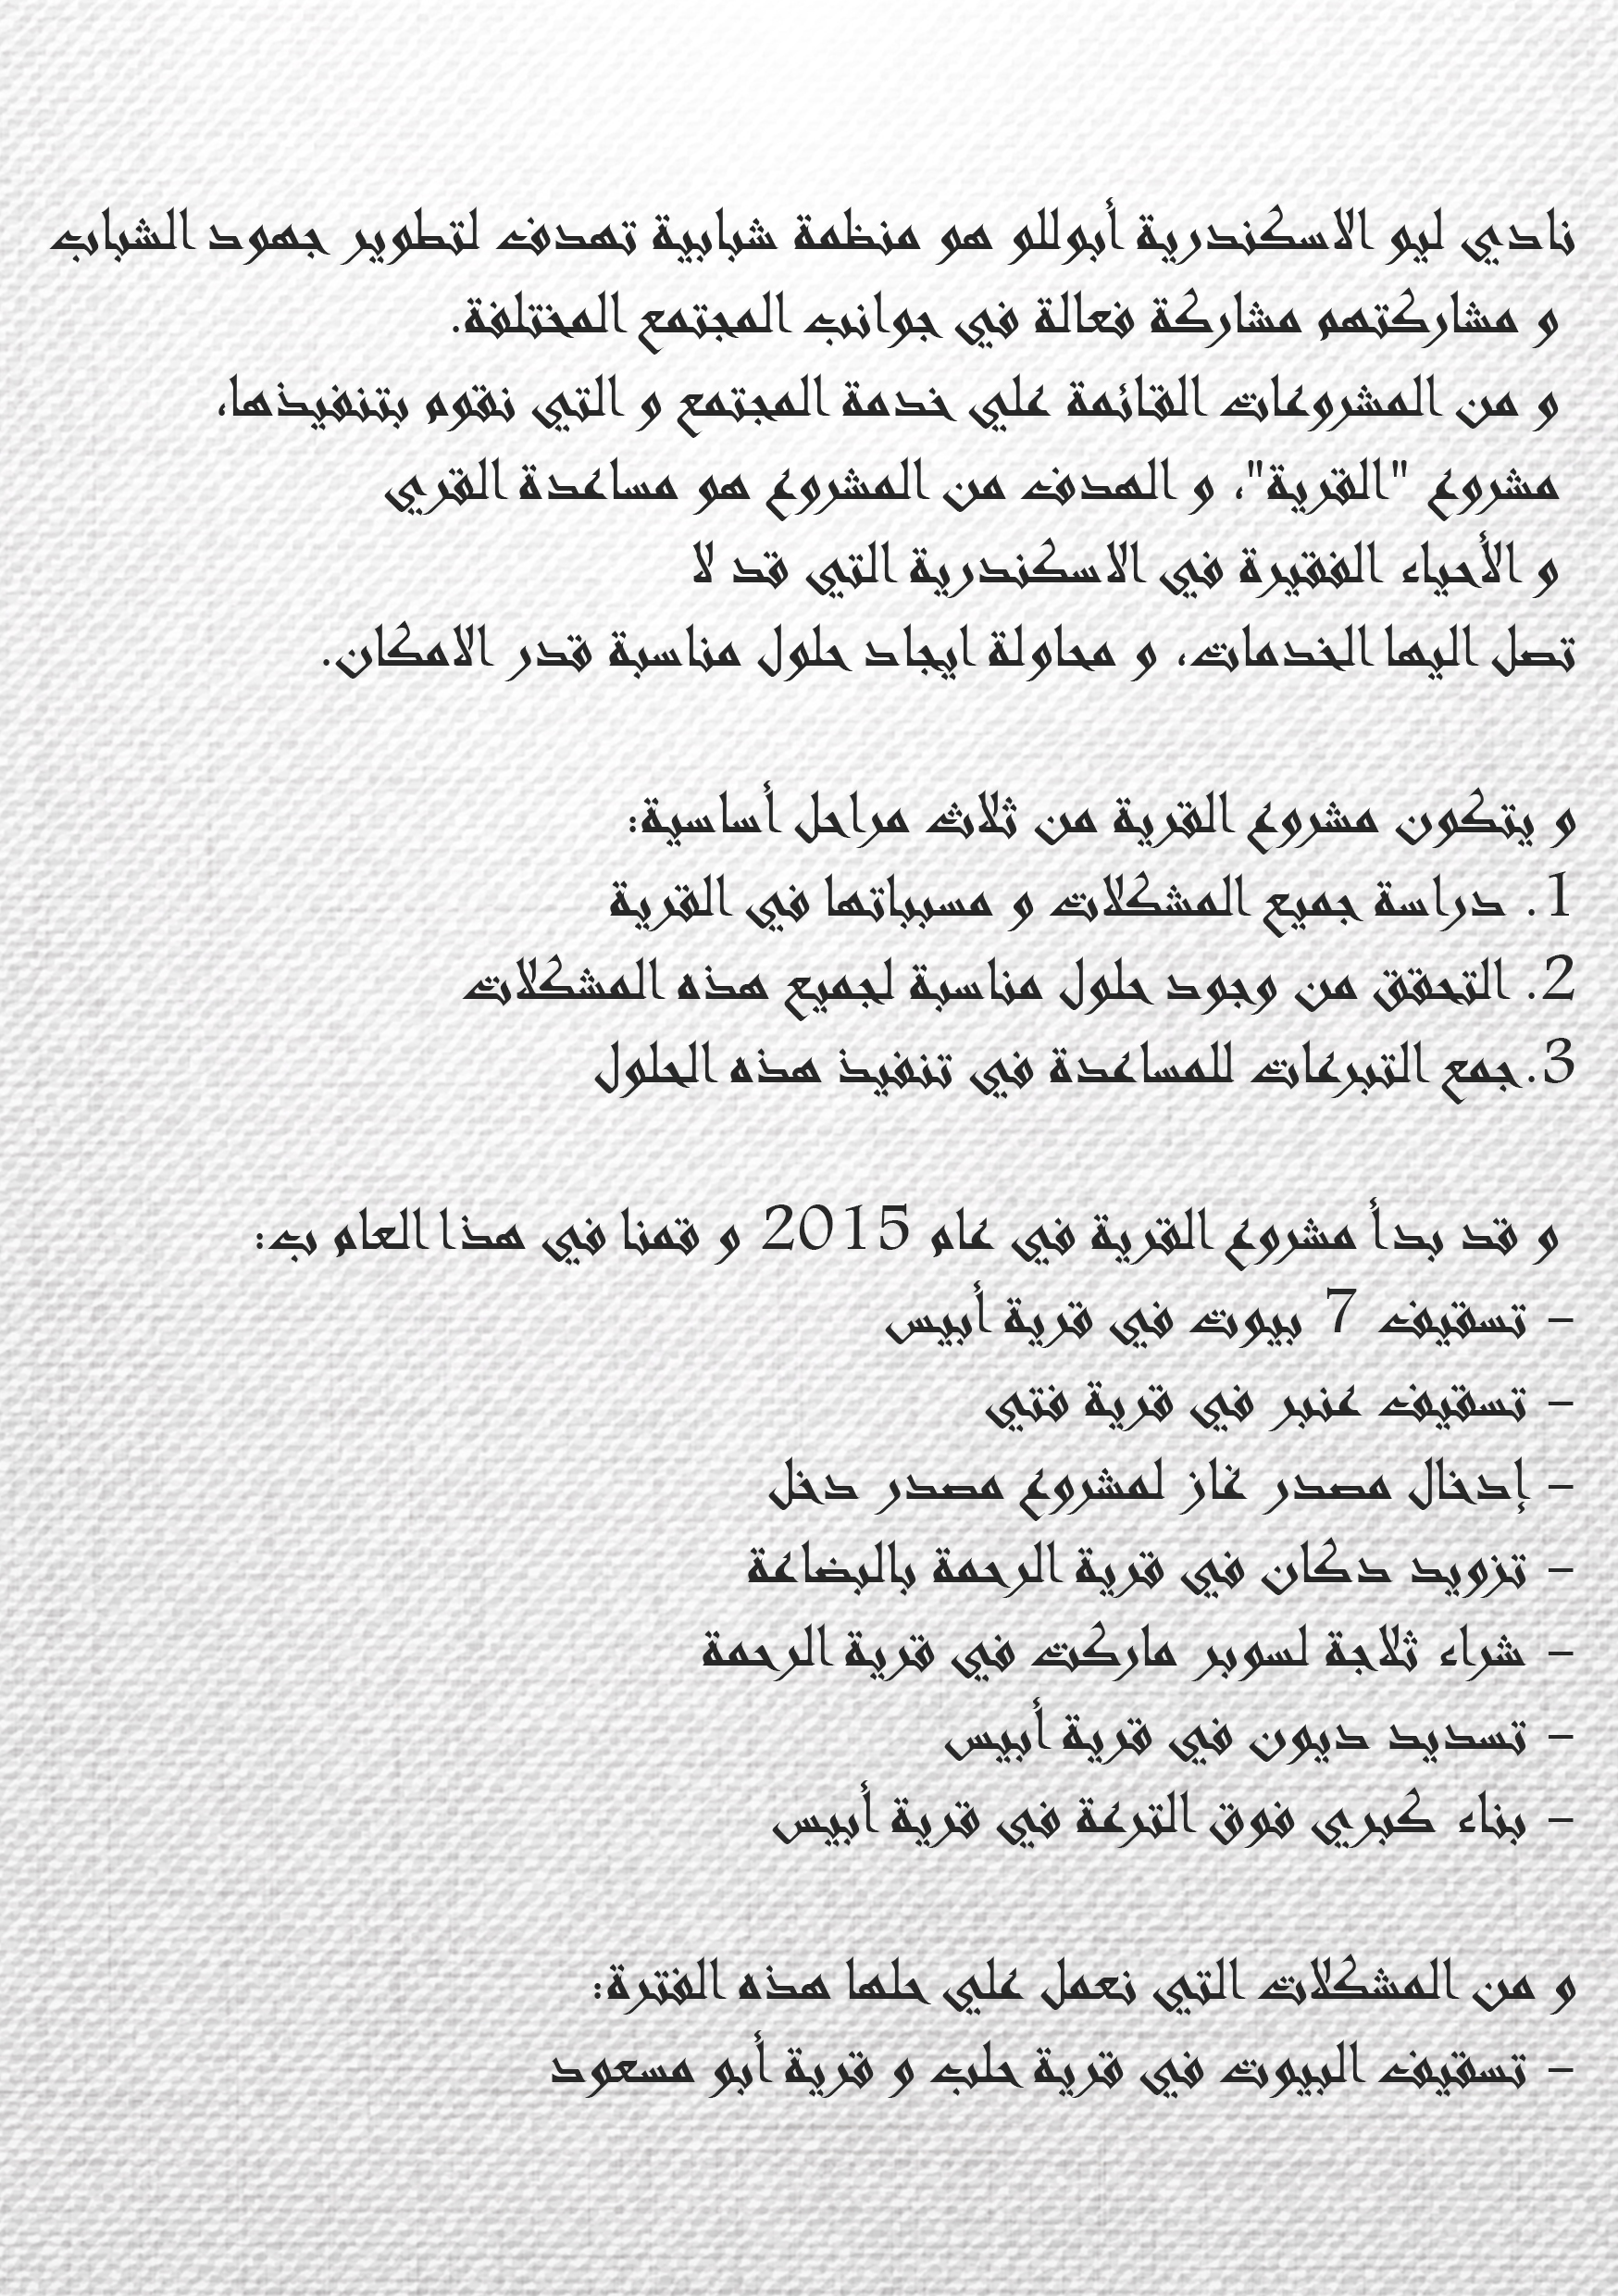 نادي ليو الاسكندرية أبوللو هو منظمة شبابية تهدف لتطوير جهود الشباب
و مشاركتهم مشاركة فعالة في جوانب المجتمع المختلفة.
و من المشروعات القائمة علي خدمة المجتمع و التي نقوم بتنفيذها،
مشروع "القرية"، و الهدف من المشروع هو مساعدة القري
و الأحياء الفقيرة في الاسكندرية التي قد لا
تصل اليها الخدمات، و محاولة ايجاد حلول مناسبة قدر الامكان.
و يتكون مشروع القرية من ثلاث مراحل أساسية:
1. دراسة جميع المشكلات و مسبباتها في القرية
2. التحقق من وجود حلول مناسبة لجميع هذه المشكلات
3.جمع التبرعات للمساعدة في تنفيذ هذه الحلول
و قد بدأ مشروع القرية في عام 2015 و قمنا في هذا العام ب:
- تسقيف 7 بيوت في قرية أبيس
- تسقيف عنبر في قرية فتي
- إدخال مصدر غاز لمشروع مصدر دخل
- تزويد دكان في قرية الرحمة بالبضاعة
- شراء ثلاجة لسوبر ماركت في قرية الرحمة
- تسديد ديون في قرية أبيس
- بناء كبري فوق الترعة في قرية أبيس
و من المشكلات التي نعمل علي حلها هذه الفترة:
- تسقيف البيوت في قرية حلب و قرية أبو مسعود